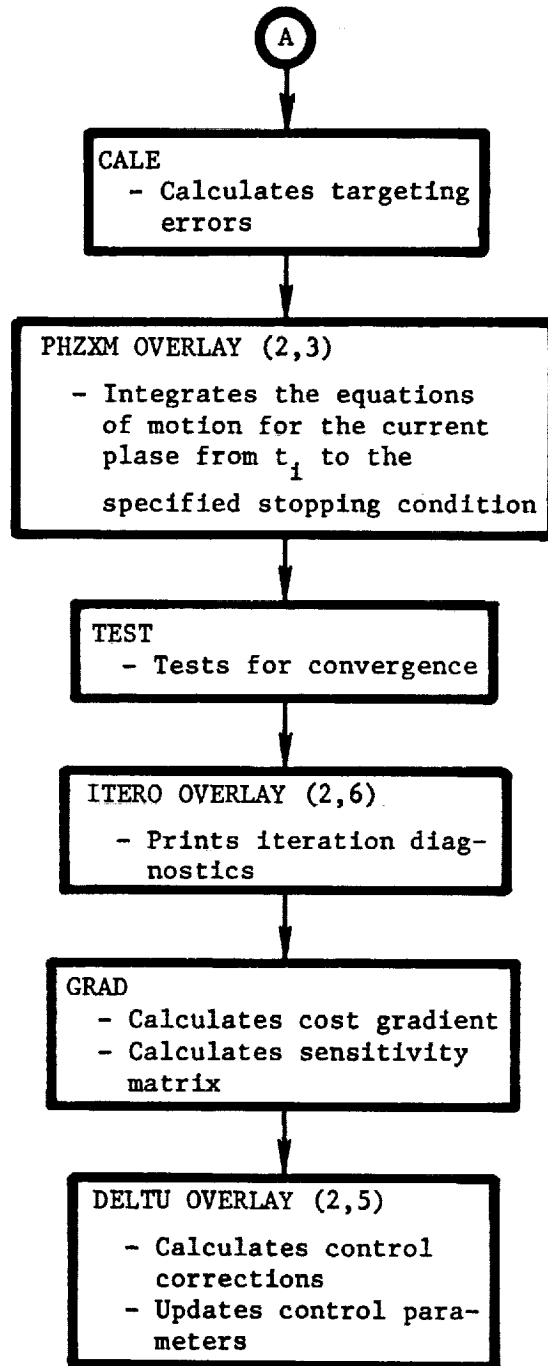 A
CALE
- Calculates targeting
errors
PHZXM OVERLAY (2,3)
- Integrates the equations
of motion for the current
plase from t_i to the
specified stopping condition
TEST
- Tests for convergence
ITERO OVERLAY (2,6)
- Prints iteration diag-
nostics
GRAD
- Calculates cost gradient
- Calculates sensitivity
matrix
DELTU OVERLAY (2,5)
- Calculates control
corrections
- Updates control para-
meters